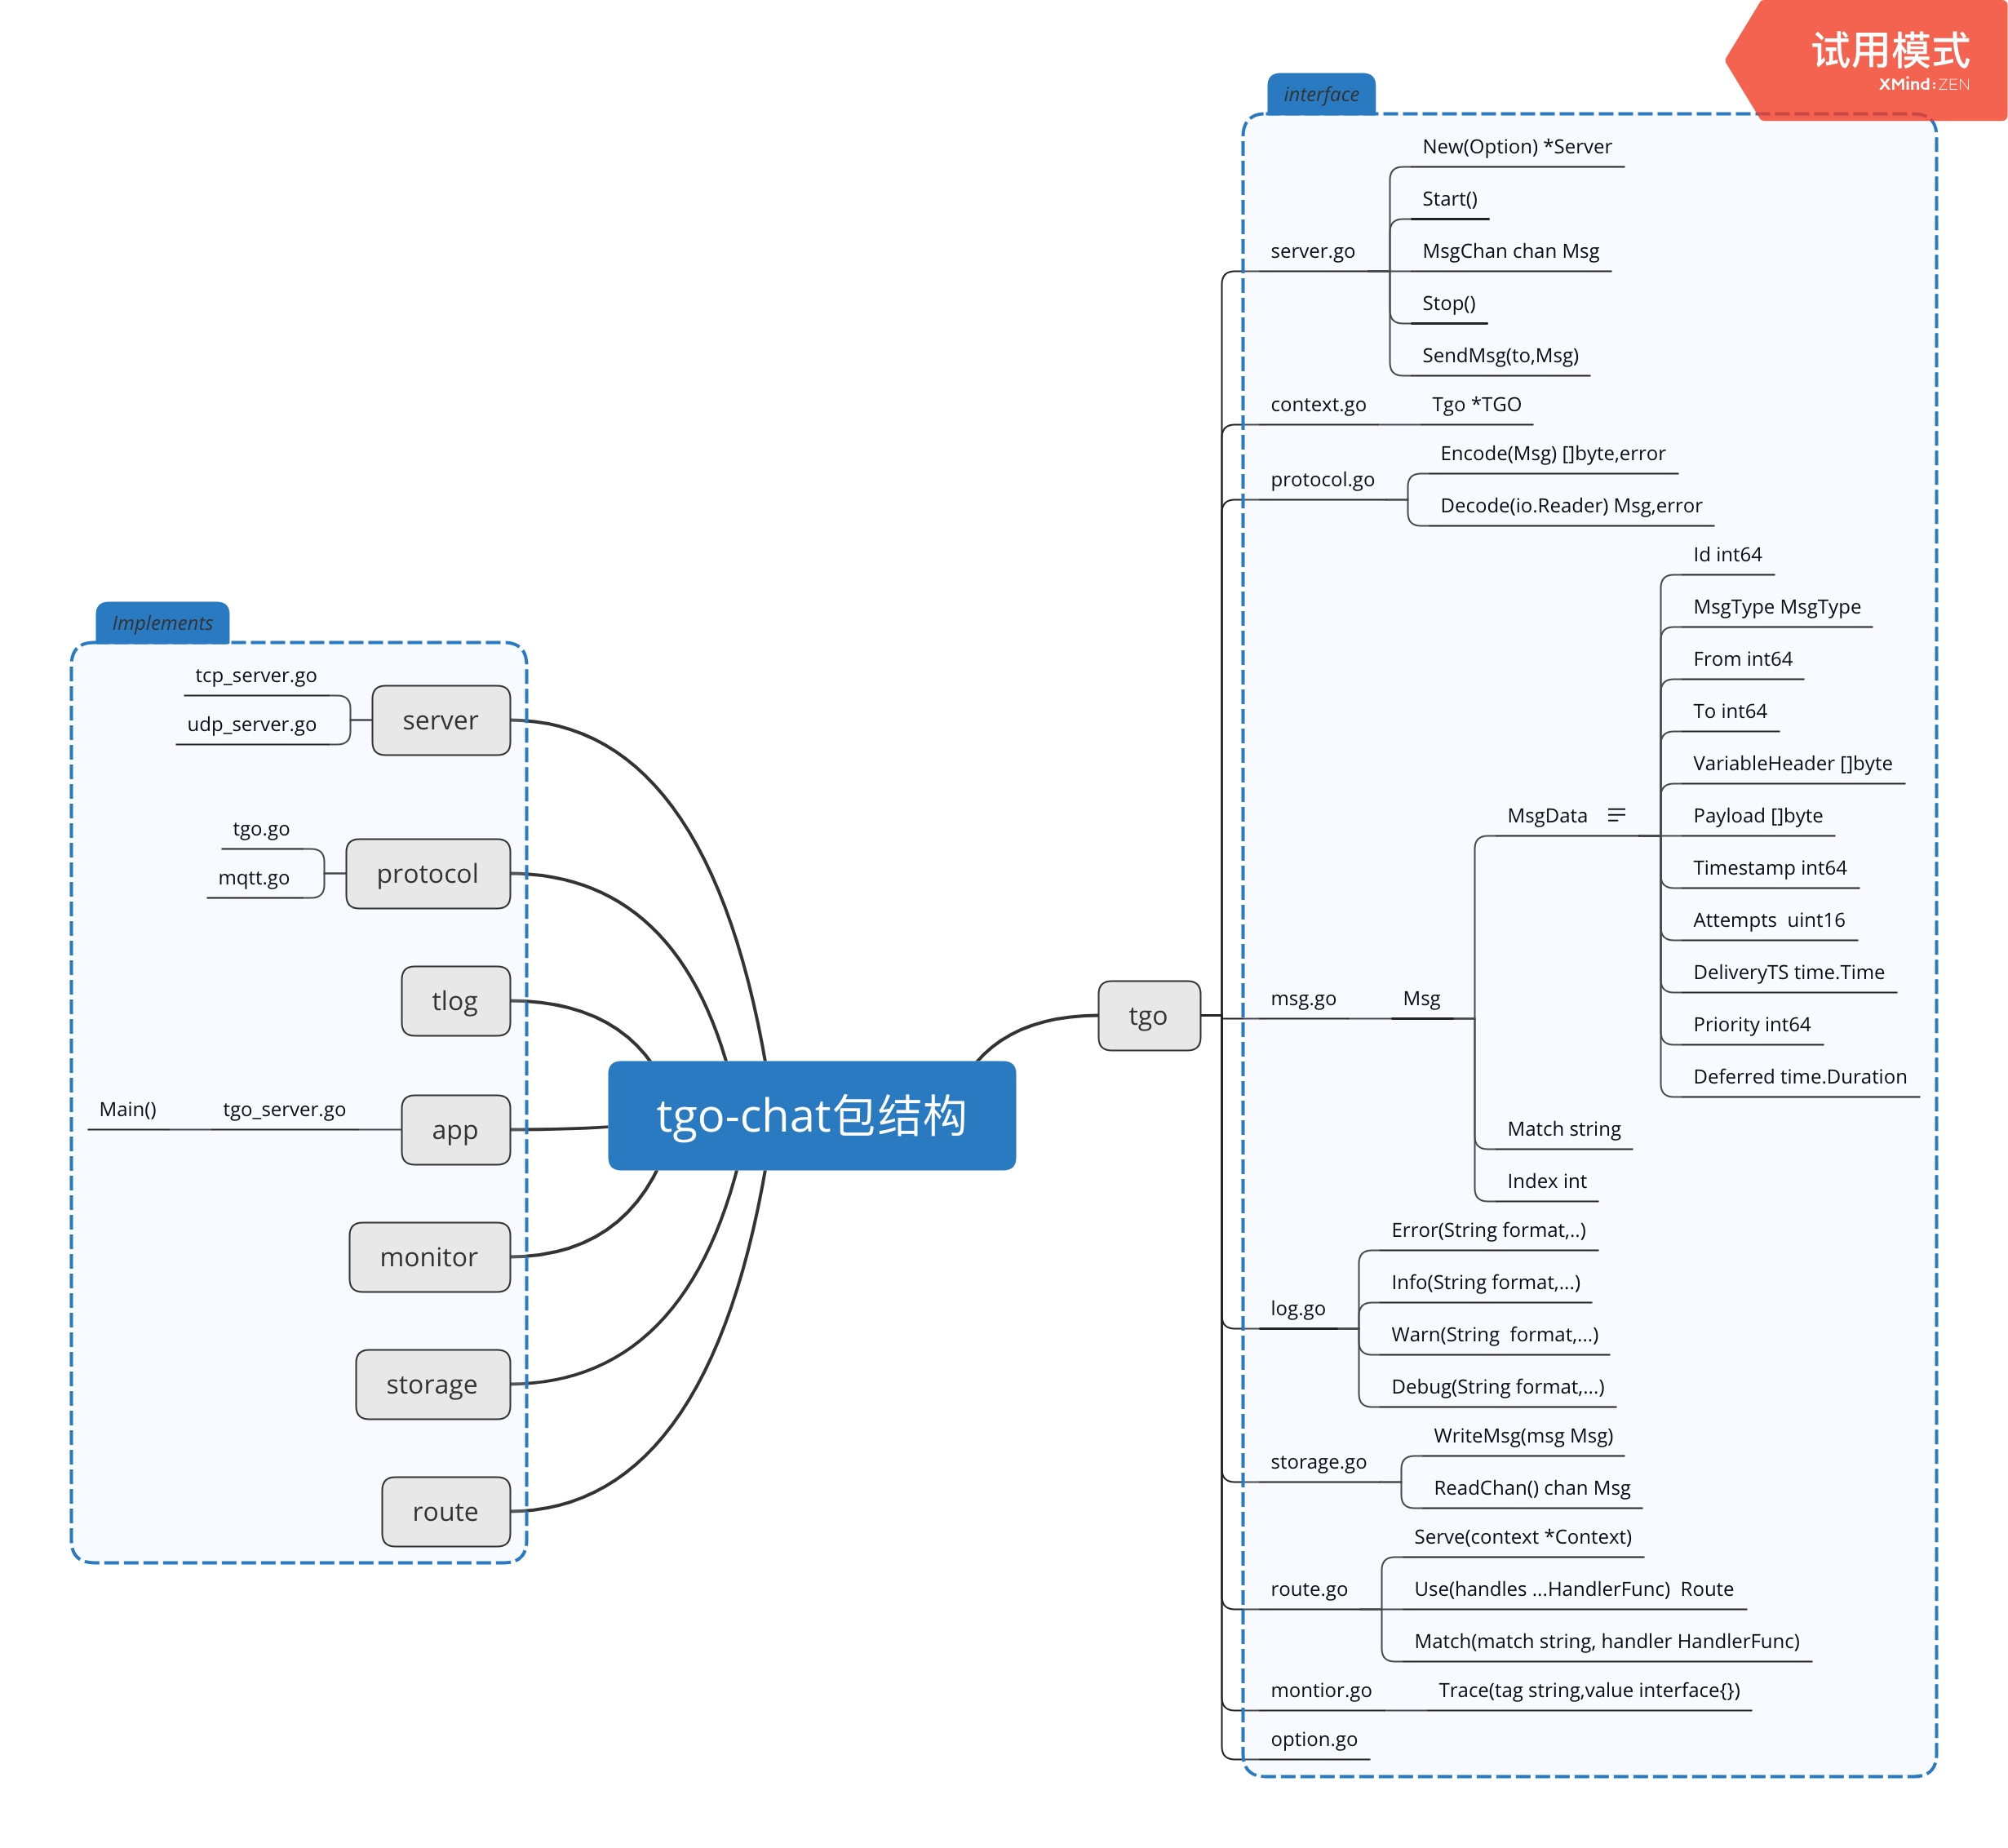 试用模式
XMind:ZEN
interface
New(Option) *Server
Start()
server.go
MsgChan chan Msg
Stop()
SendMsg(to,Msg)
context.go
Tgo *TGO
protocol.go
Encode(Msg) []byte,error
Decode(io.Reader) Msg,error
Id int64
MsgType MsgType
From int64
To int64
VariableHeader []byte
MsgData
Payload []byte
Timestamp int64
Attempts  uint16
DeliveryTS time.Time
msg.go
Msg
Priority int64
Deferred time.Duration
Match string
Index int
log.go
Error(String format,..)
Info(String format,...)
Warn(String  format,...)
Debug(String format,...)
storage.go
WriteMsg(msg Msg)
ReadChan() chan Msg
route.go
Serve(context *Context)
Use(handles ...HandlerFunc)  Route
Match(match string, handler HandlerFunc)
montior.go
Trace(tag string,value interface{})
option.go
tgo
tgo-chat包结构
Implements
server
tcp_server.go
udp_server.go
protocol
tgo.go
mqtt.go
tlog
app
tgo_server.go
Main()
monitor
storage
route